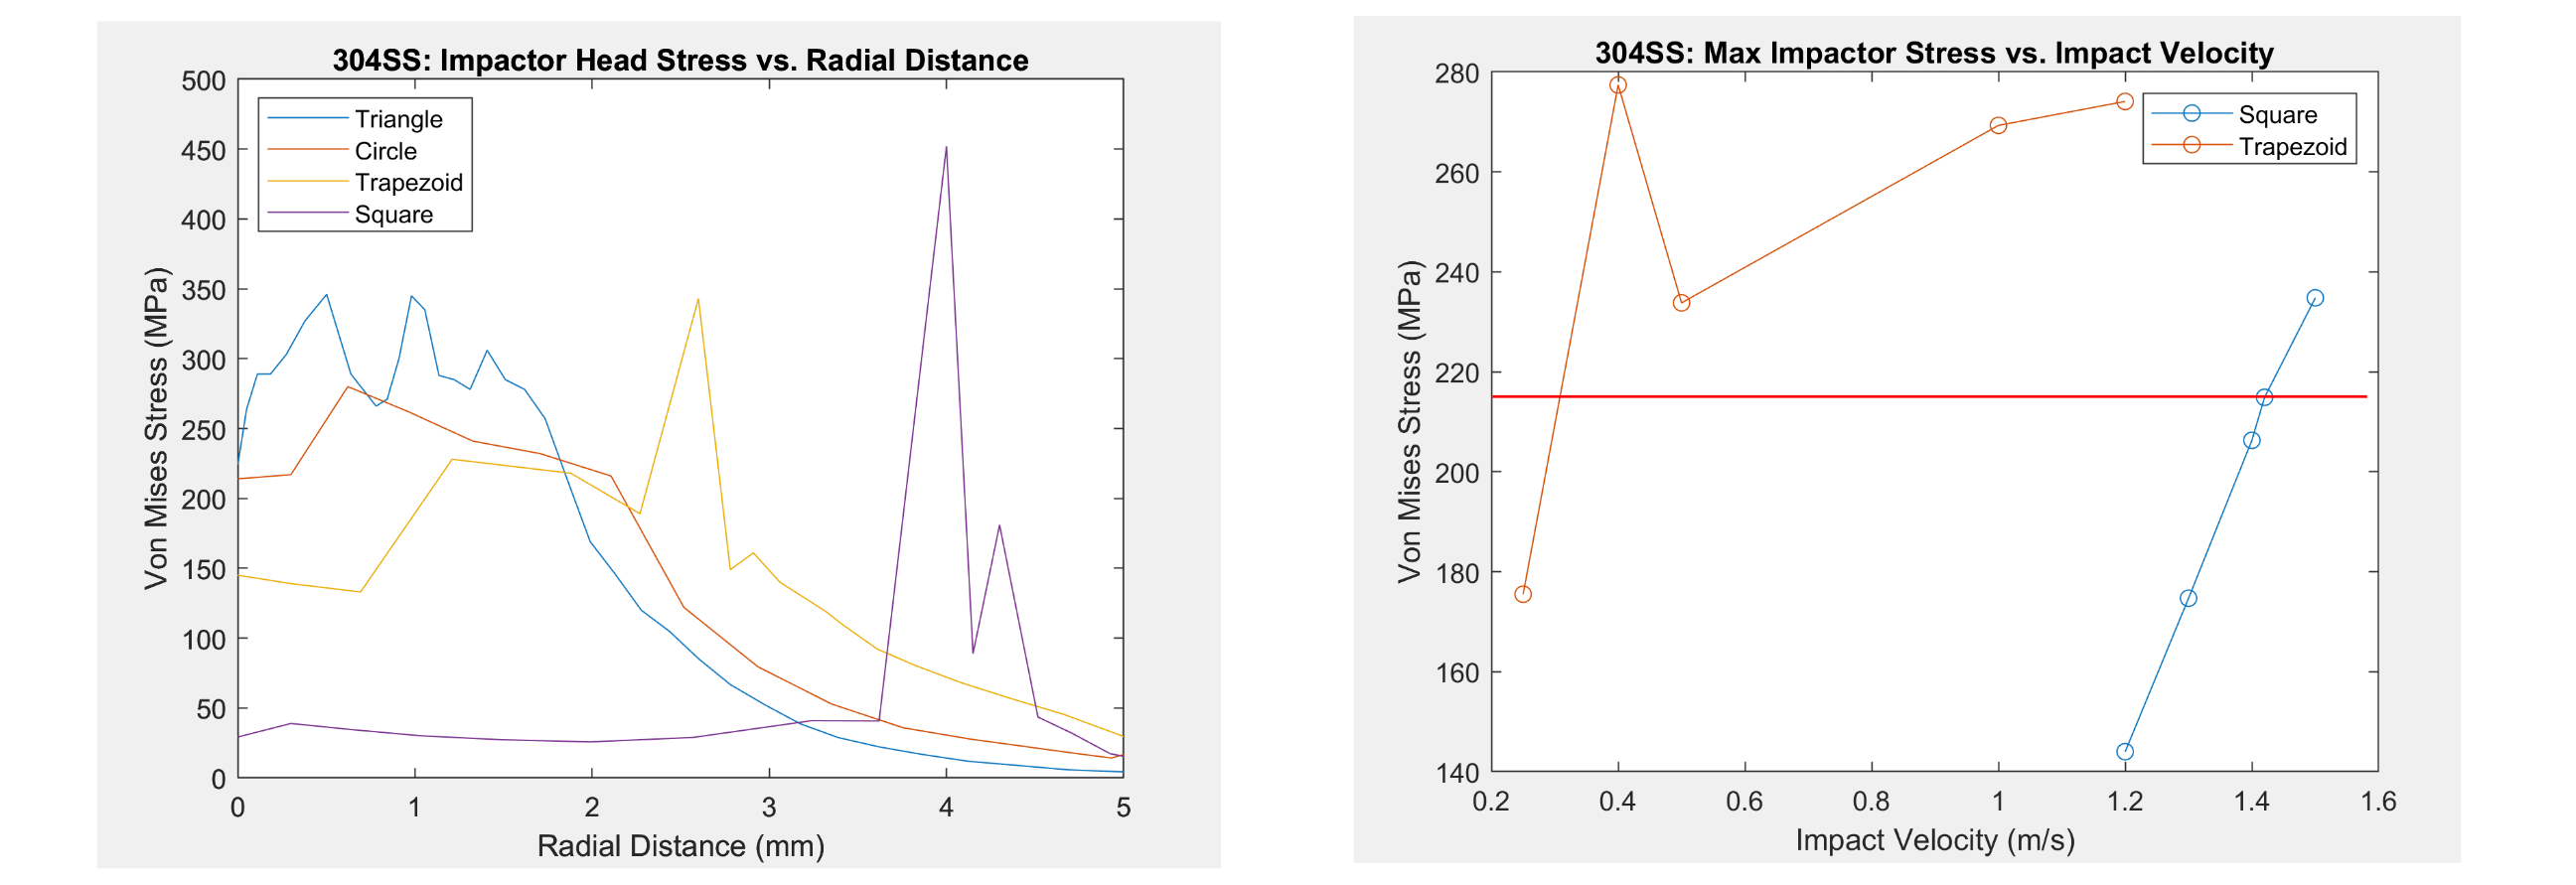 304SS: Impactor Head Stress vs. Radial Distance
500
450
400
350
300
250
200
150
100
50
0
Von Mises Stress (MPa)
Triangle
Circle
Trapezoid
Square
0 1 2 3 4 5
Radial Distance (mm)
304SS: Max Impactor Stress vs. Impact Velocity
280
260
240
220
200
180
160
140
Von Mises Stress (MPa)
Square
Trapezoid
0.2 0.4 0.6 0.8 1 1.2 1.4 1.6
Impact Velocity (m/s)